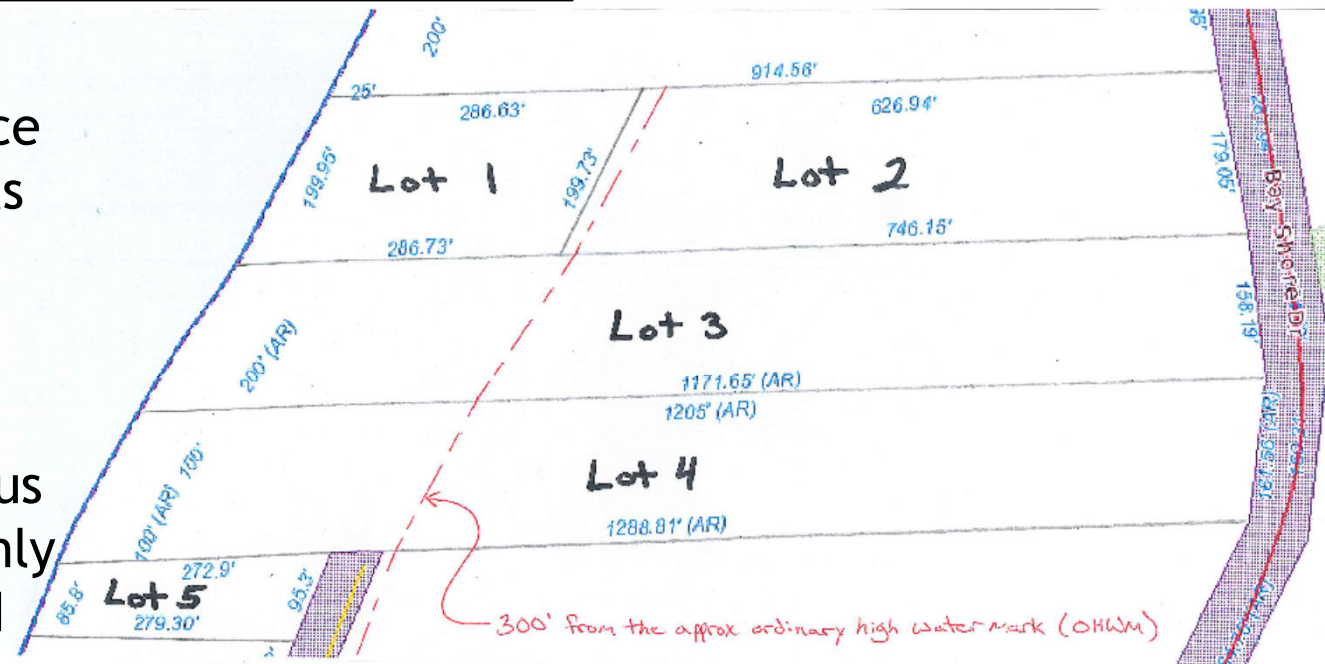 200'
914.56'
25'
286.63'
626.94'
ce
s
199.95'
Lot 1
199.73'
Lot 2
179.05'
Bay Shore Dr
286.73'
746.15'
Lot 3
158.19'
200' (AR)
1171.65' (AR)
1205' (AR)
100'
Lot 4
161.56 (AR)
us
100' (AR)
1288.81' (AR)
nly
272.9'
85.8'
Lot 5
95.3'
279.30'
300' from the approx ordinary high water mark (OHWM)